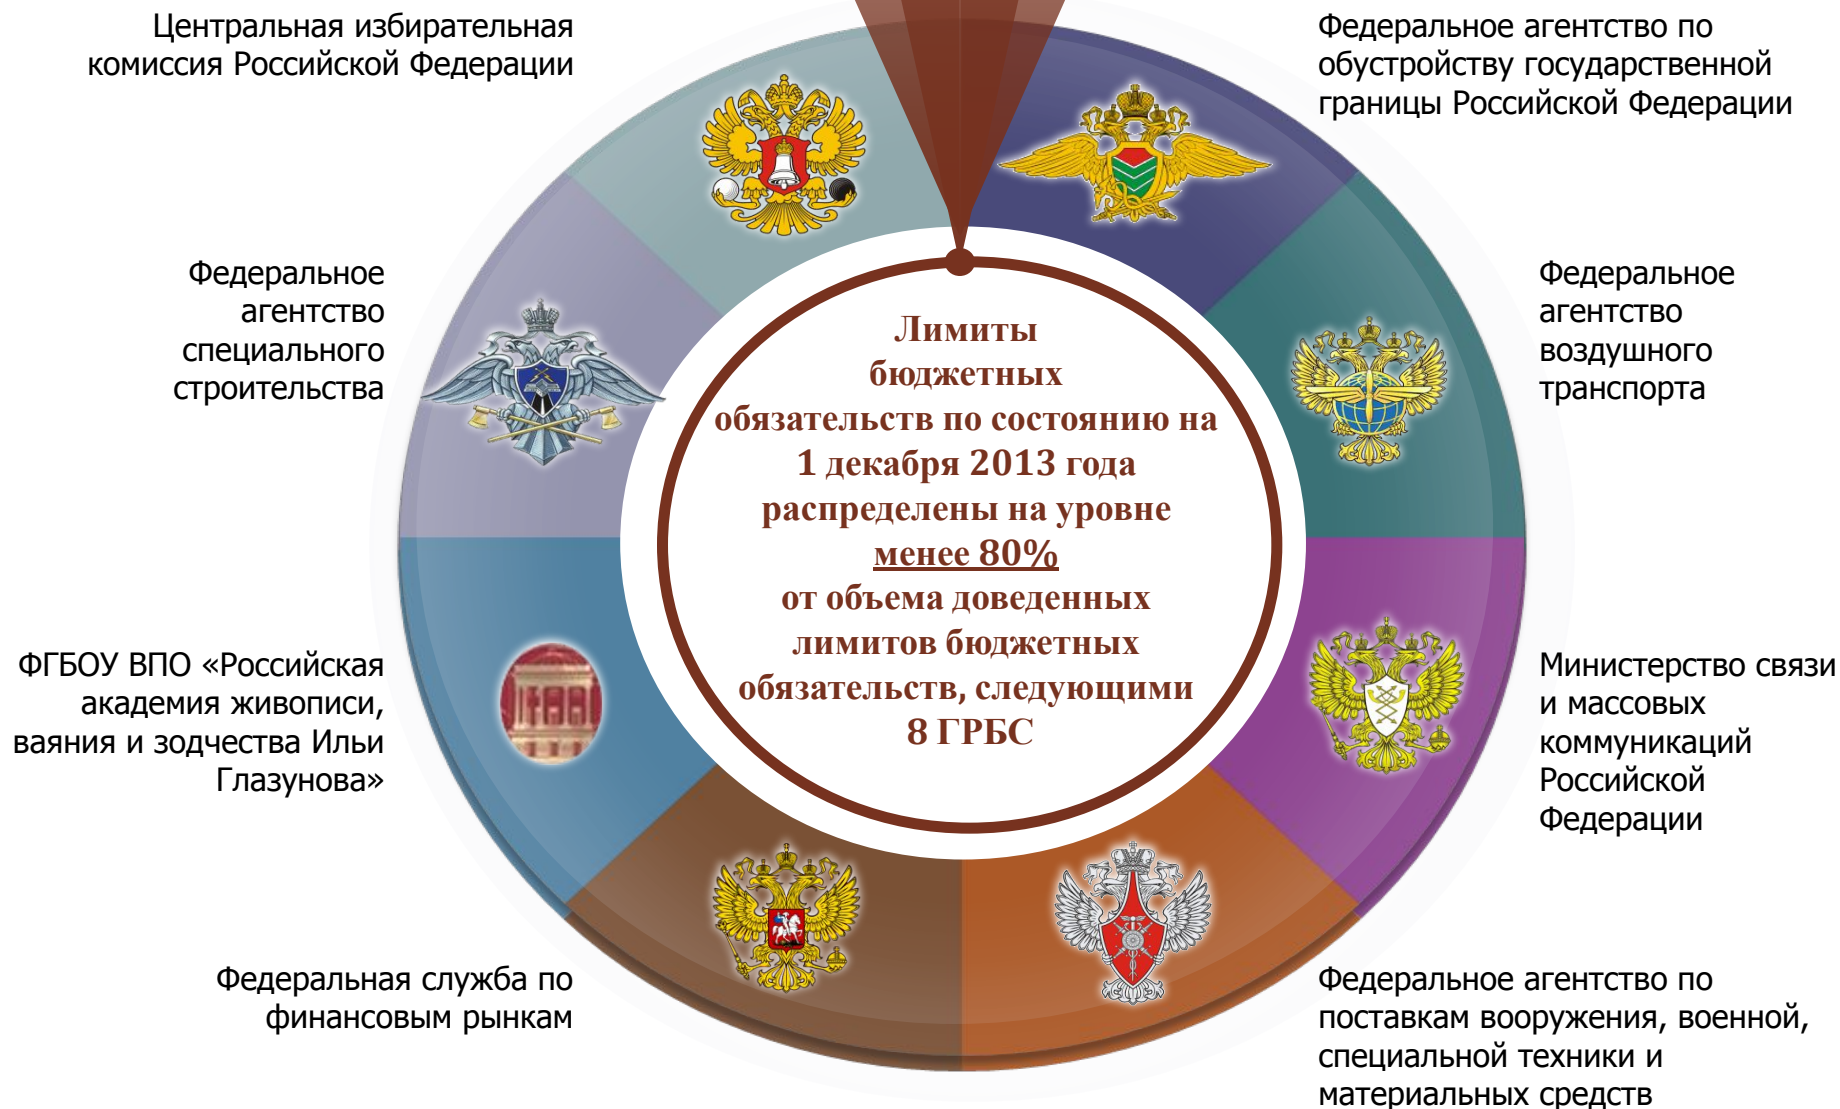 Центральная избирательная
комиссия Российской Федерации
Федеральное агентство по
обустройству государственной
границы Российской Федерации
Федеральное
агентство
специального
строительства
Федеральное
агентство
воздушного
транспорта
Лимиты
бюджетных
обязательств по состоянию на
1 декабря 2013 года
распределены на уровне
менее 80%
от объема доведенных
лимитов бюджетных
обязательств, следующими
8 ГРБС
ФГБОУ ВПО «Российская
академия живописи,
ваяния и зодчества Ильи
Глазунова»
Министерство связи
и массовых
коммуникаций
Российской
Федерации
Федеральная служба по
финансовым рынкам
Федеральное агентство по
поставкам вооружения, военной,
специальной техники и
материальных средств